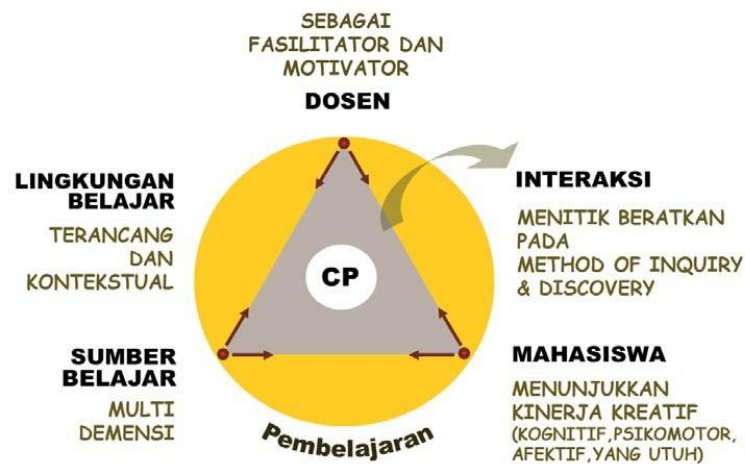 SEBAGAI
FASILITATOR DAN
MOTIVATOR
DOSEN
LINGKUNGAN
BELAJAR
TERANCANG
DAN
KONTEKSTUAL
INTERAKSI
MENITIK BERATKAN
PADA
METHOD OF INQUIRY
& DISCOVERY
CP
SUMBER
BELAJAR
MULTI
DEMENSI
MAHASISWA
MENUNJUKKAN
KINERJA KREATIF
(KOGNITIF,PSIKOMOTOR,
AFEKTIF,YANG UTUH)
Pembelajaran